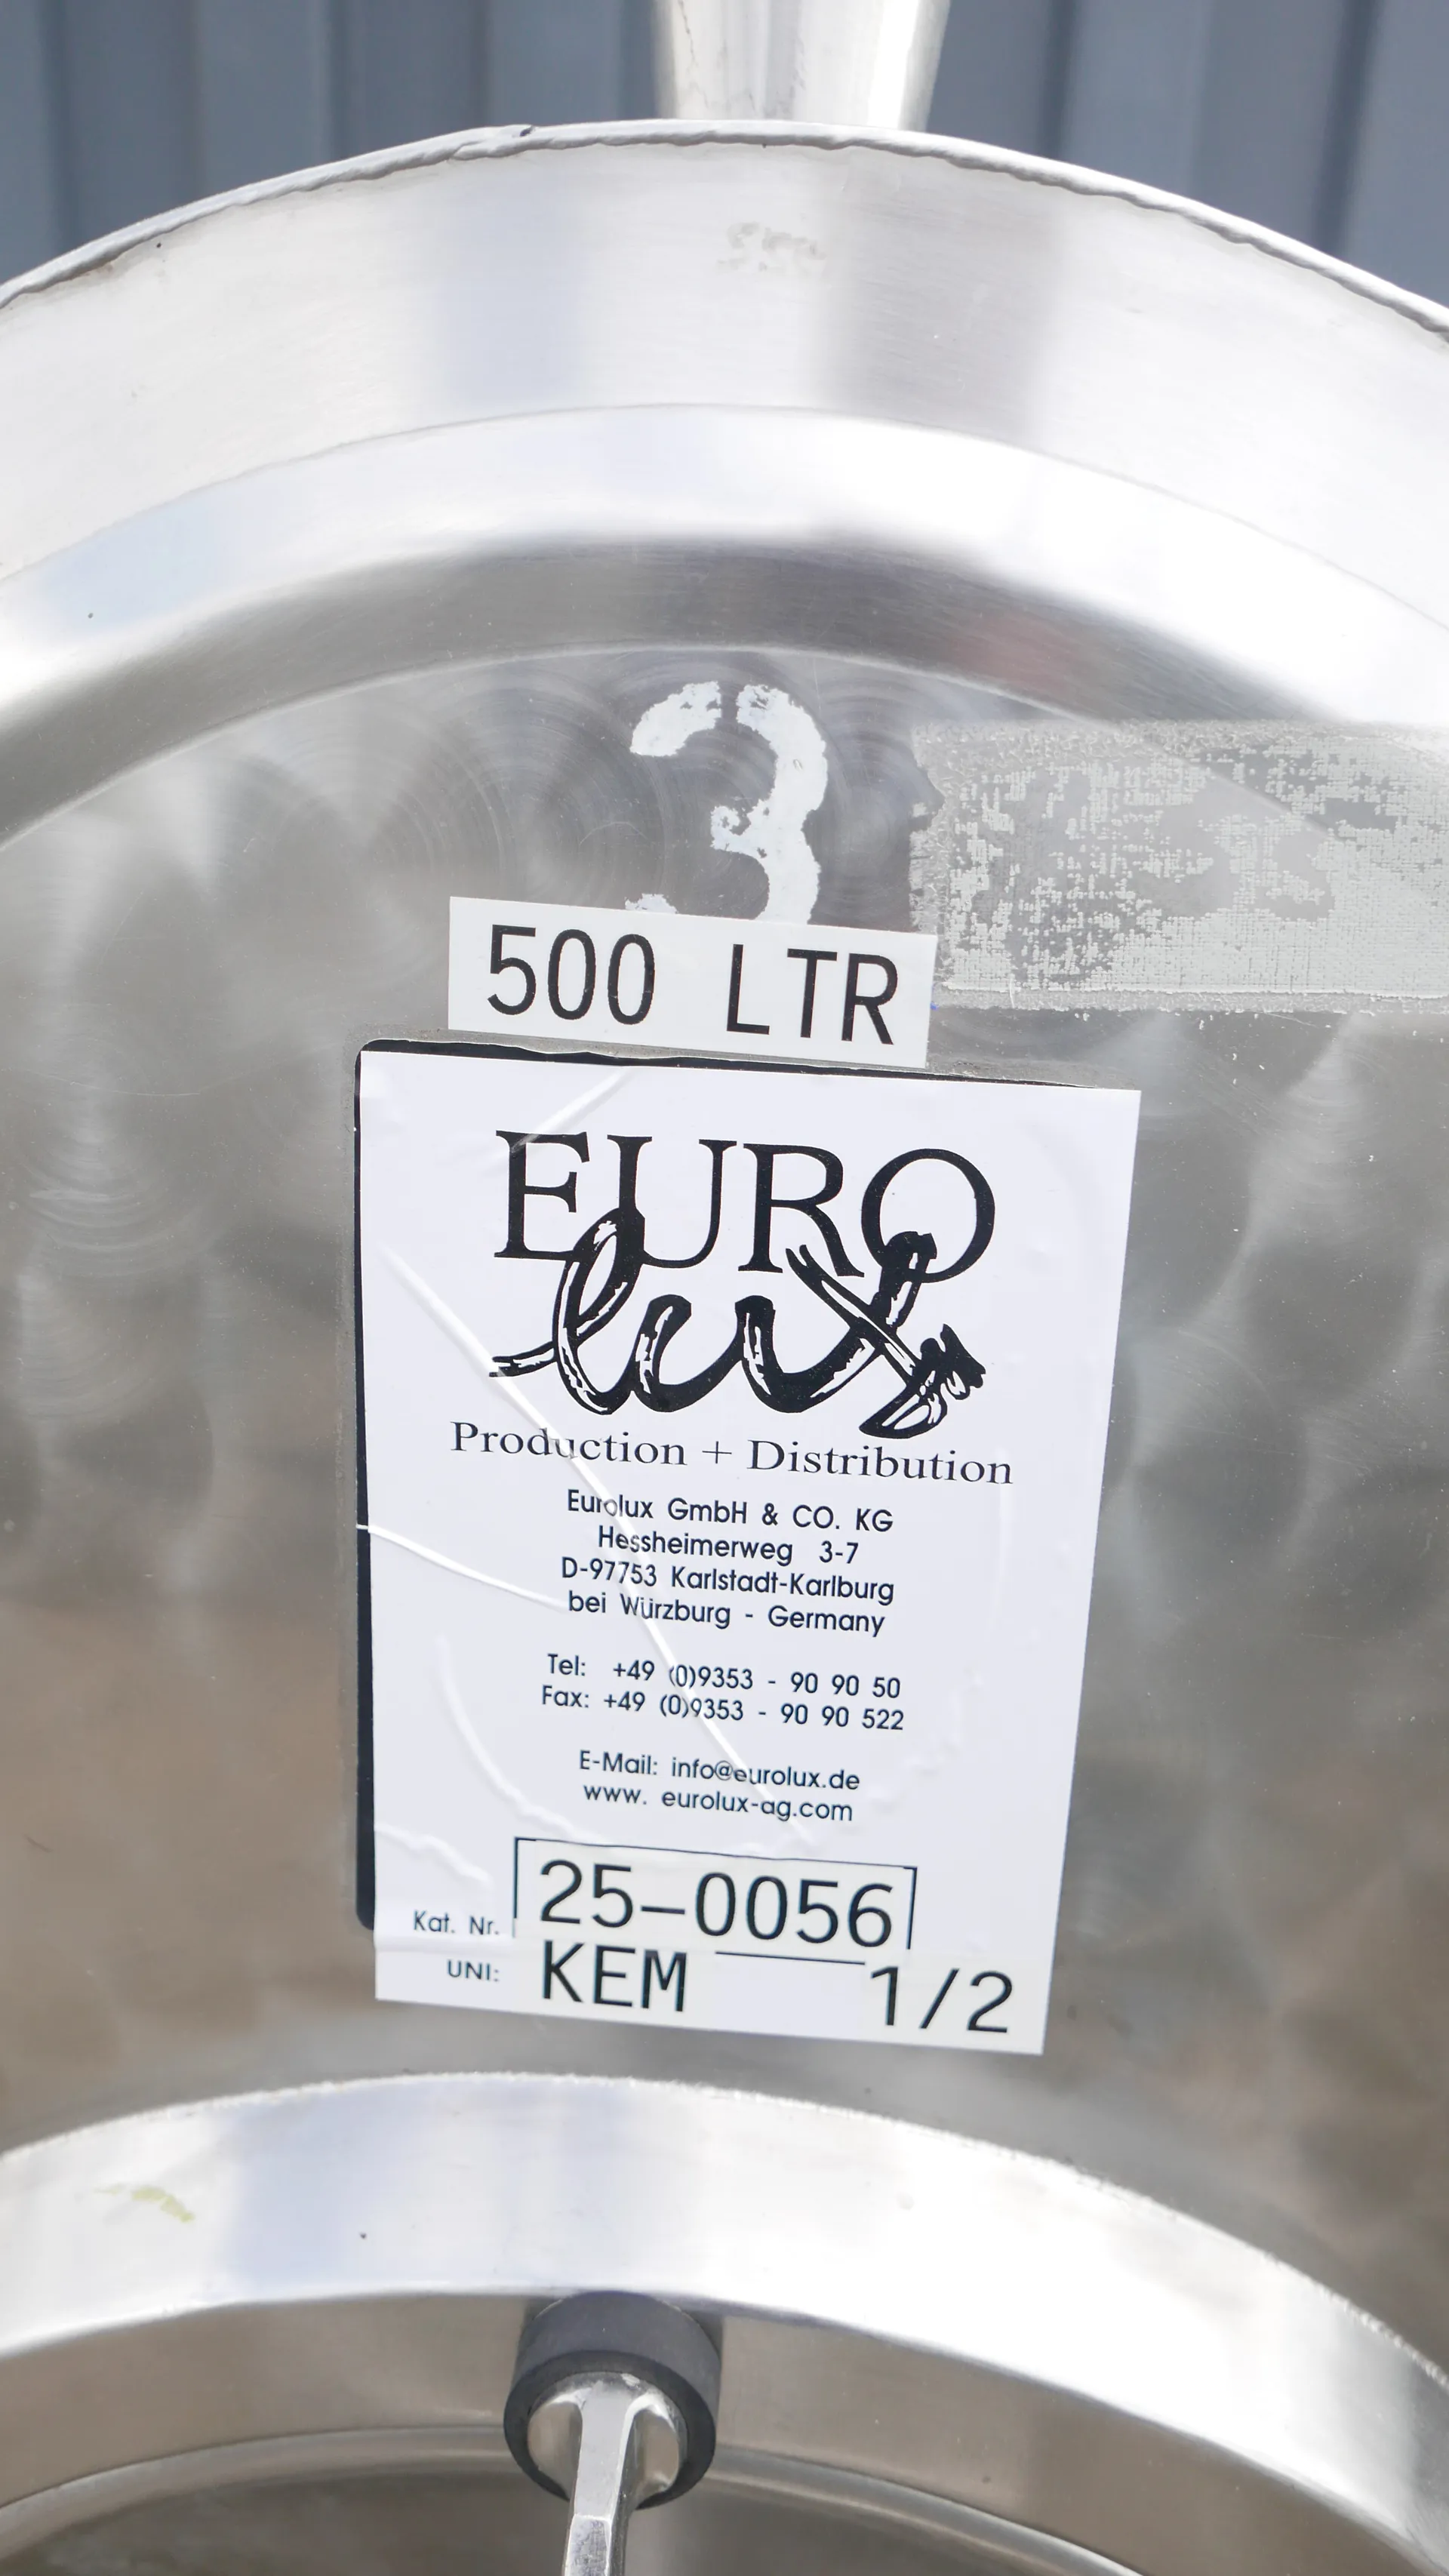 3
500 LTR
EURO
lux
Production + Distribution
Eurolux GmbH & CO. KG
Hessheimerweg 3-7
D-97753 Karlstadt-Karlburg
bei Würzburg - Germany
Tel: +49 (0)9353 - 90 90 50
Fax: +49 (0)9353 - 90 90 522
E-Mail: info@eurolux.de
www. eurolux-ag.com
Kat. Nr. 25-0056
UNI: KEM 1/2